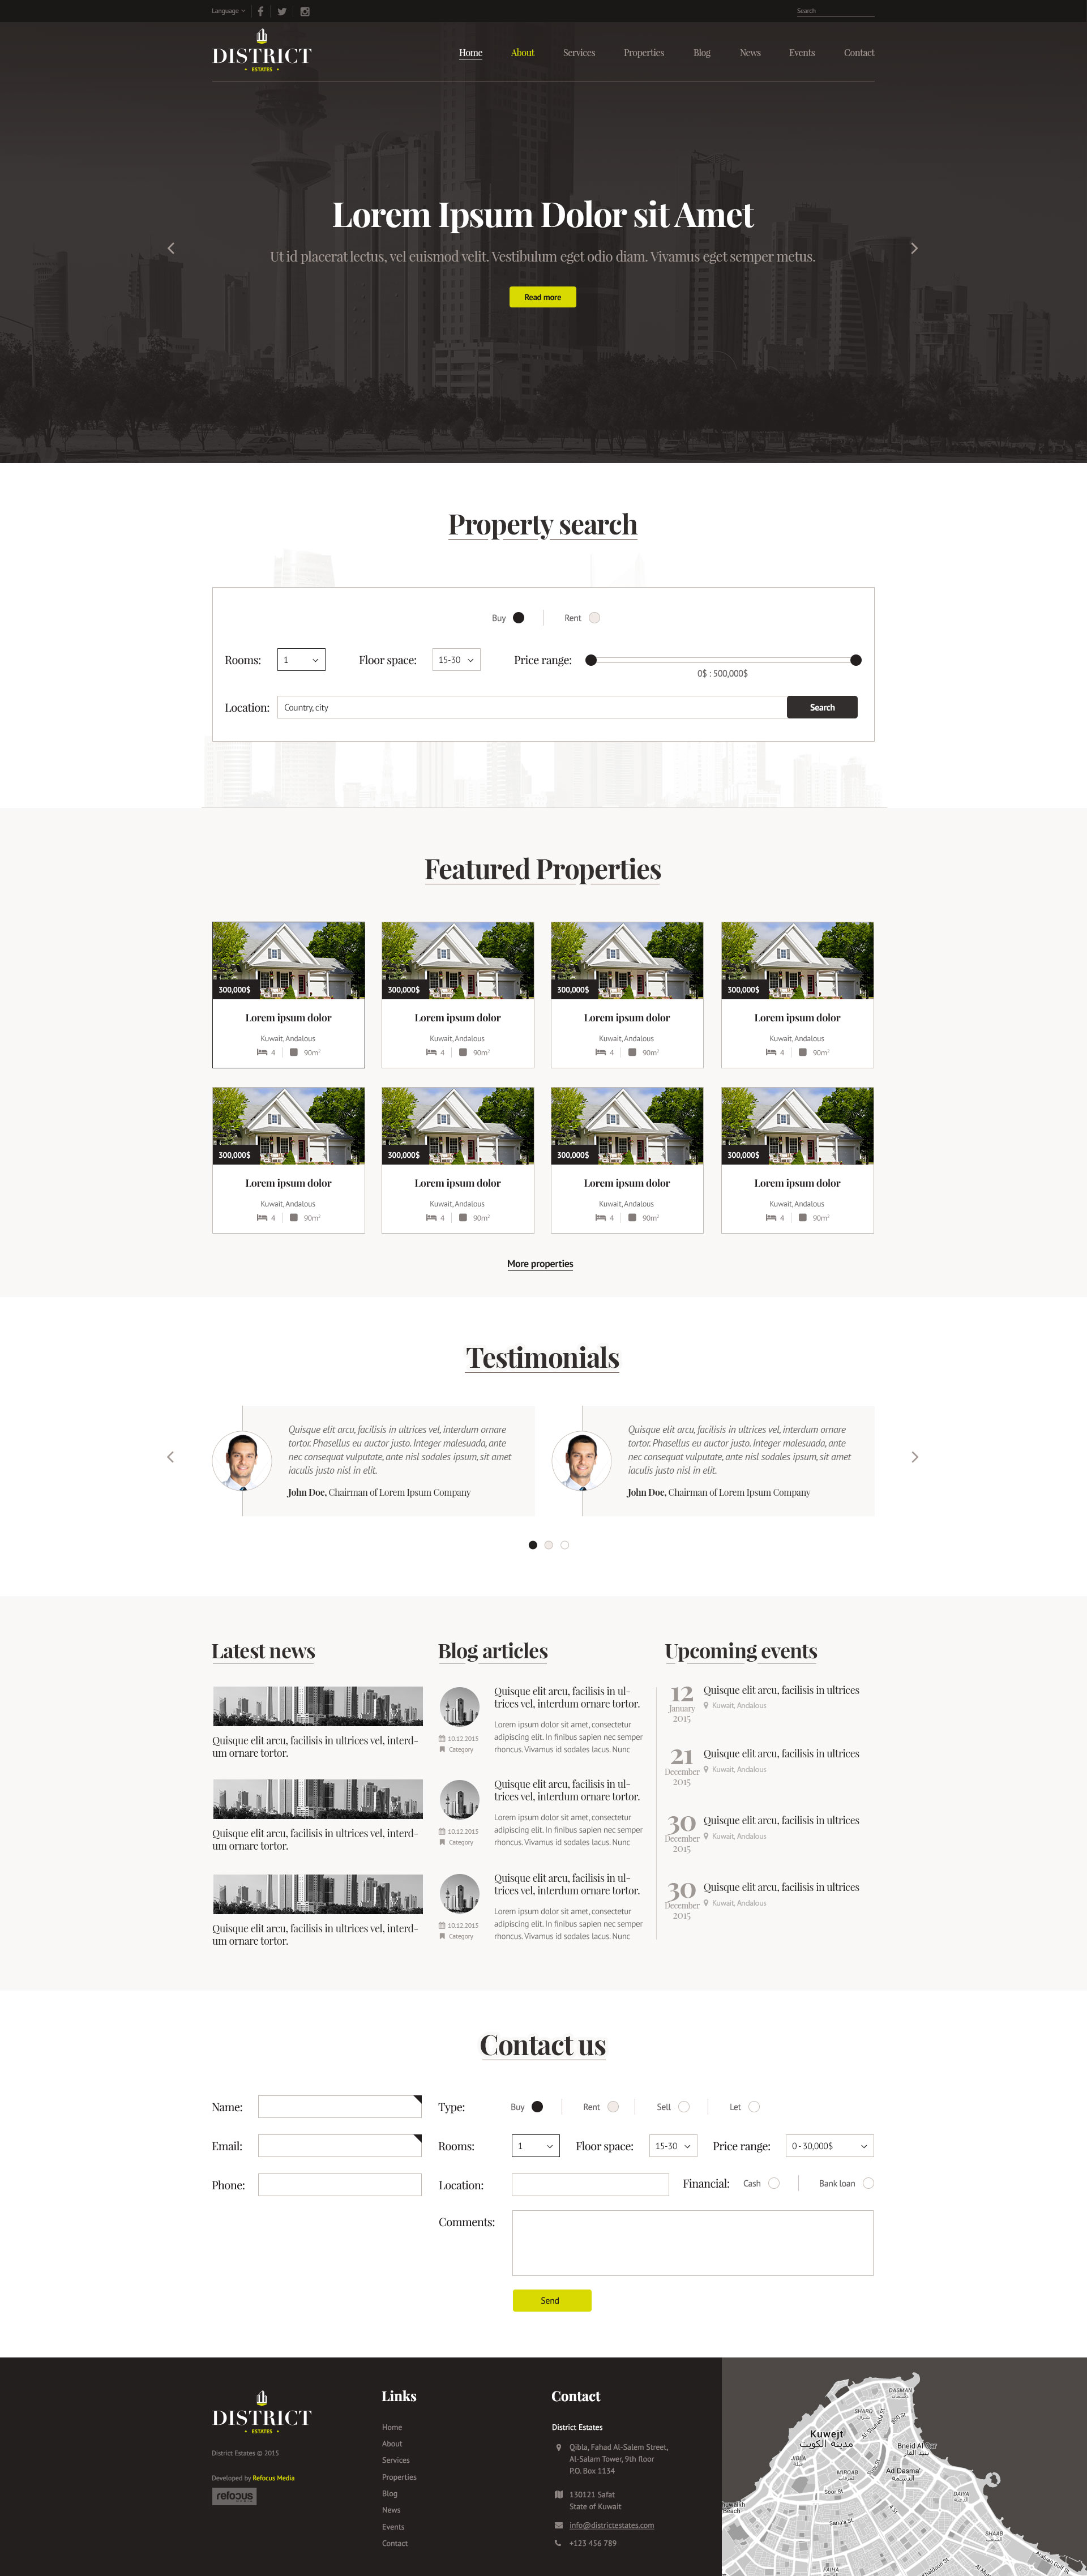 Language
Search
DISTRICT
ESTATES
Home About Services Properties Blog News Events Contact
Lorem Ipsum Dolor sit Amet
Ut id placerat lectus, vel euismod velit. Vestibulum eget odio diam. Vivamus eget semper metus.
Read more
Property search
Buy Rent
Rooms: 1 Floor space: 15-30 Price range:
0$ : 500,000$
Location: Country, city Search
Featured Properties
300,000$ 300,000$ 300,000$ 300,000$
Lorem ipsum dolor Lorem ipsum dolor Lorem ipsum dolor Lorem ipsum dolor
Kuwait, Andalous Kuwait, Andalous Kuwait, Andalous Kuwait, Andalous
4 90m² 4 90m² 4 90m² 4 90m²
300,000$ 300,000$ 300,000$ 300,000$
Lorem ipsum dolor Lorem ipsum dolor Lorem ipsum dolor Lorem ipsum dolor
Kuwait, Andalous Kuwait, Andalous Kuwait, Andalous Kuwait, Andalous
4 90m² 4 90m² 4 90m² 4 90m²
More properties
Testimonials
Quisque elit arcu, facilisis in ultrices vel, interdum ornare
tortor. Phasellus eu auctor justo. Integer malesuada, ante
nec consequat vulputate, ante nisl sodales ipsum, sit amet
iaculis justo nisl in elit.
John Doe, Chairman of Lorem Ipsum Company
Quisque elit arcu, facilisis in ultrices vel, interdum ornare
tortor. Phasellus eu auctor justo. Integer malesuada, ante
nec consequat vulputate, ante nisl sodales ipsum, sit amet
iaculis justo nisl in elit.
John Doe, Chairman of Lorem Ipsum Company
Latest news
Quisque elit arcu, facilisis in ultrices vel, interd-
um ornare tortor.
Quisque elit arcu, facilisis in ultrices vel, interd-
um ornare tortor.
Quisque elit arcu, facilisis in ultrices vel, interd-
um ornare tortor.
Blog articles
Quisque elit arcu, facilisis in ul-
trices vel, interdum ornare tortor.
Lorem ipsum dolor sit amet, consectetur
adipiscing elit. In finibus sapien nec semper
rhoncus. Vivamus id sodales lacus. Nunc
10.12.2015
Category
Quisque elit arcu, facilisis in ul-
trices vel, interdum ornare tortor.
Lorem ipsum dolor sit amet, consectetur
adipiscing elit. In finibus sapien nec semper
rhoncus. Vivamus id sodales lacus. Nunc
10.12.2015
Category
Quisque elit arcu, facilisis in ul-
trices vel, interdum ornare tortor.
Lorem ipsum dolor sit amet, consectetur
adipiscing elit. In finibus sapien nec semper
rhoncus. Vivamus id sodales lacus. Nunc
10.12.2015
Category
Upcoming events
12
January
2015
Quisque elit arcu, facilisis in ultrices
Kuwait, Andalous
21
December
2015
Quisque elit arcu, facilisis in ultrices
Kuwait, Andalous
30
December
2015
Quisque elit arcu, facilisis in ultrices
Kuwait, Andalous
30
December
2015
Quisque elit arcu, facilisis in ultrices
Kuwait, Andalous
Contact us
Name:
Email:
Phone:
Type: Buy Rent Sell Let
Rooms: 1 Floor space: 15-30 Price range: 0 - 30,000$
Location: Financial: Cash Bank loan
Comments:
Send
DISTRICT
ESTATES
District Estates © 2015
Developed by Refocus Media
refocus
Links
Home
About
Services
Properties
Blog
News
Events
Contact
Contact
District Estates
Qibla, Fahad Al-Salem Street,
Al-Salam Tower, 9th floor
P.O. Box 1134
130121 Safat
State of Kuwait
info@districtestates.com
+123 456 789
DASMAN
SHARQ
Kuwejt
مدينة الكويت
Bneid Al Qar
بنيد القار
MIRQAB
Ad Dasma
الدسمة
DAIYA
Soor St
Sana'a St
SHAAB
FAIHA
Beach